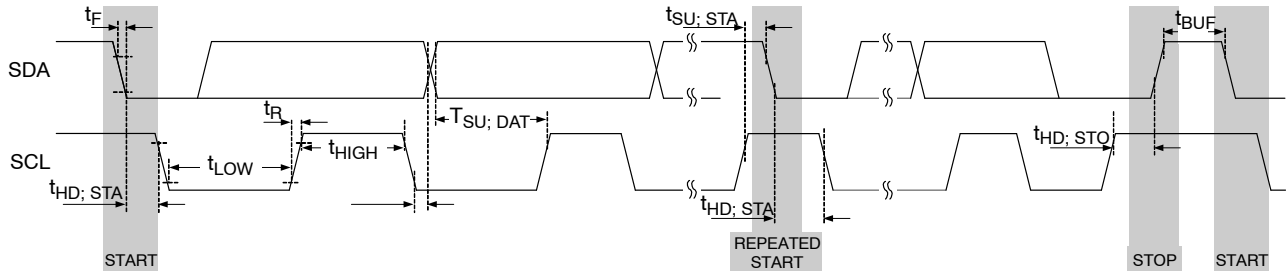 tF
tSU; STA
tBUF
SDA
tR
TSU; DAT
tHD; STO
SCL
tLOW
tHIGH
tHD; STA
tHD; STA
START
REPEATED
START
STOP
START